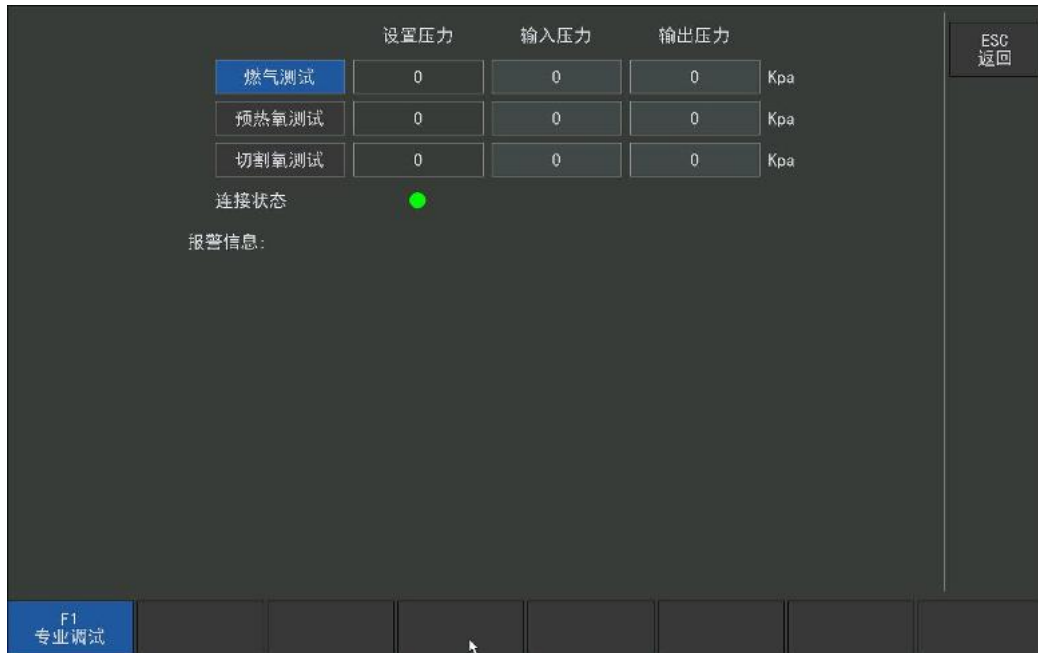 设置压力 输入压力 输出压力
ESC
返回
燃气测试 0 0 0 Kpa
预热氧测试 0 0 0 Kpa
切割氧测试 0 0 0 Kpa
连接状态
报警信息:
F1
专业调试